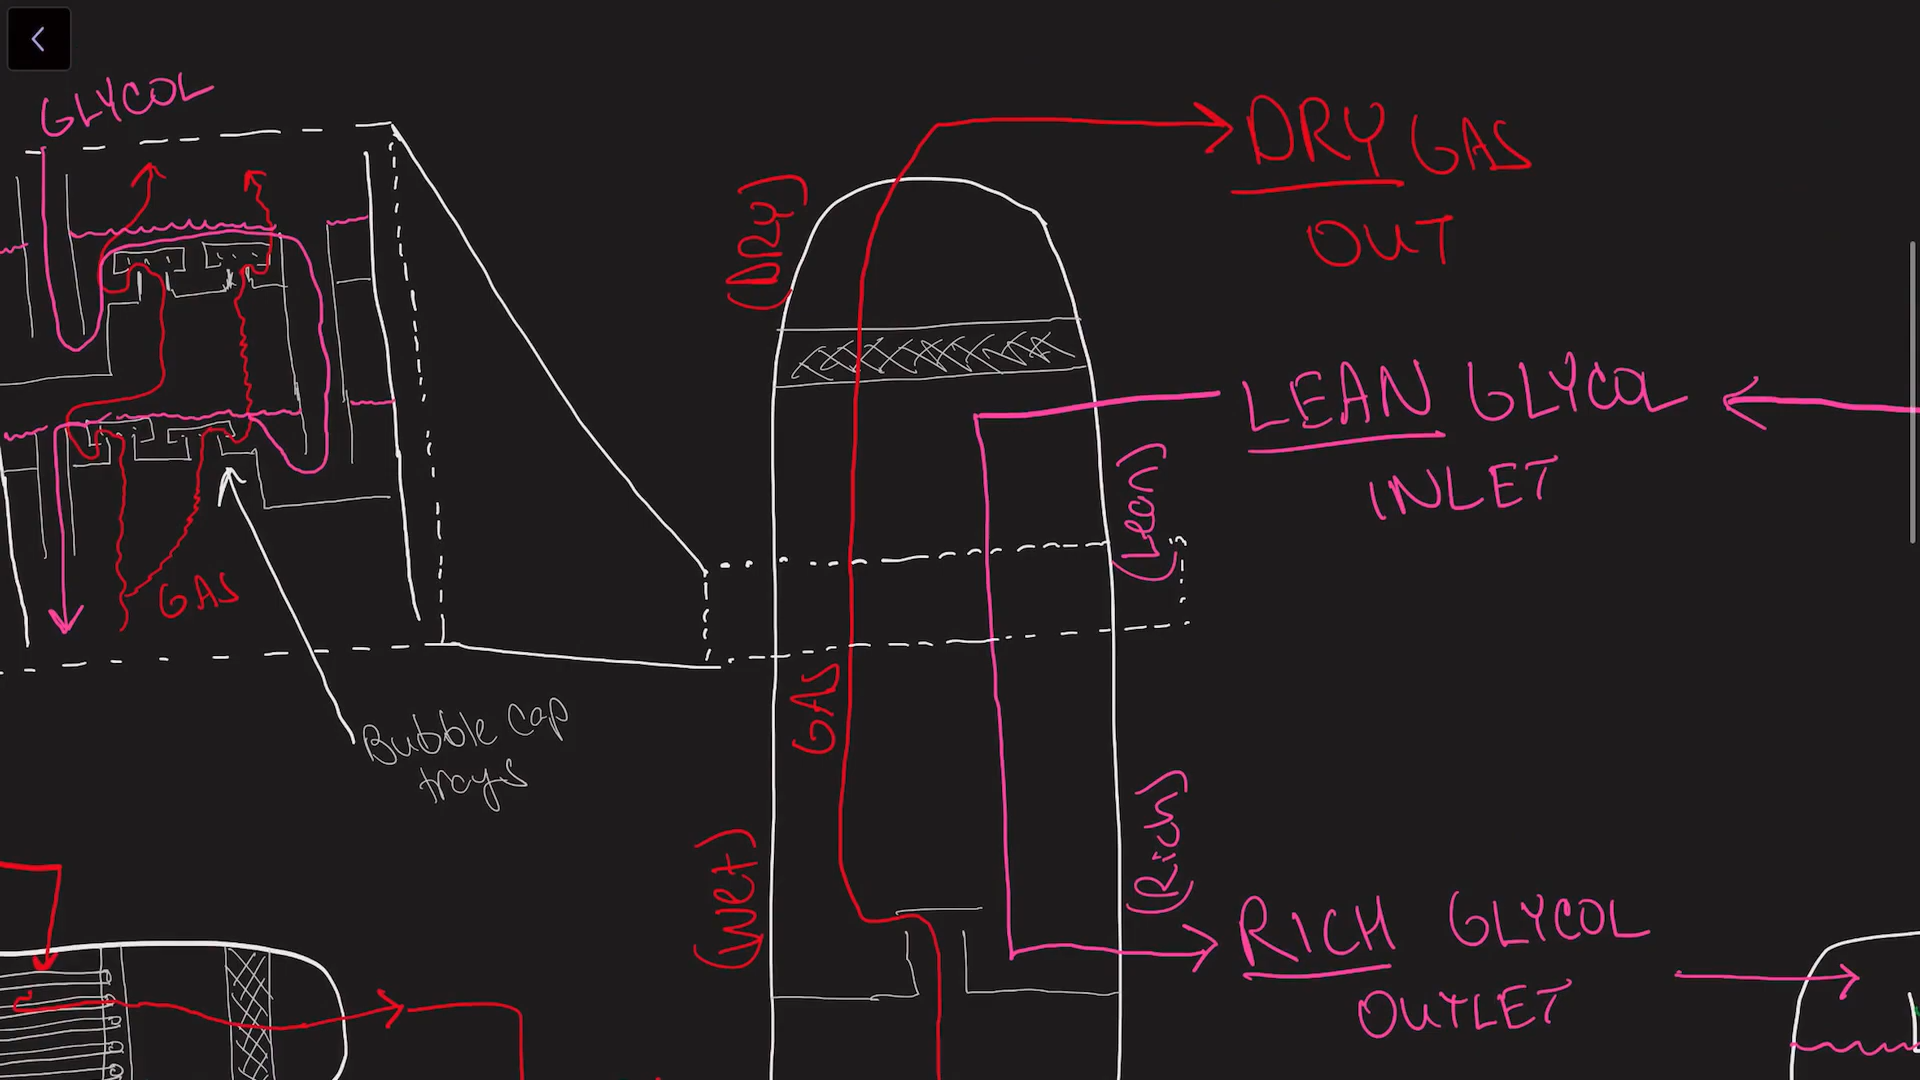 GLYCOL
GAS
Bubble cap
trays
(Dry)
GAS
(Wet)
DRY GAS
OUT
LEAN GLYCOL
INLET
(Lean)
(Rich)
RICH GLYCOL
OUTLET